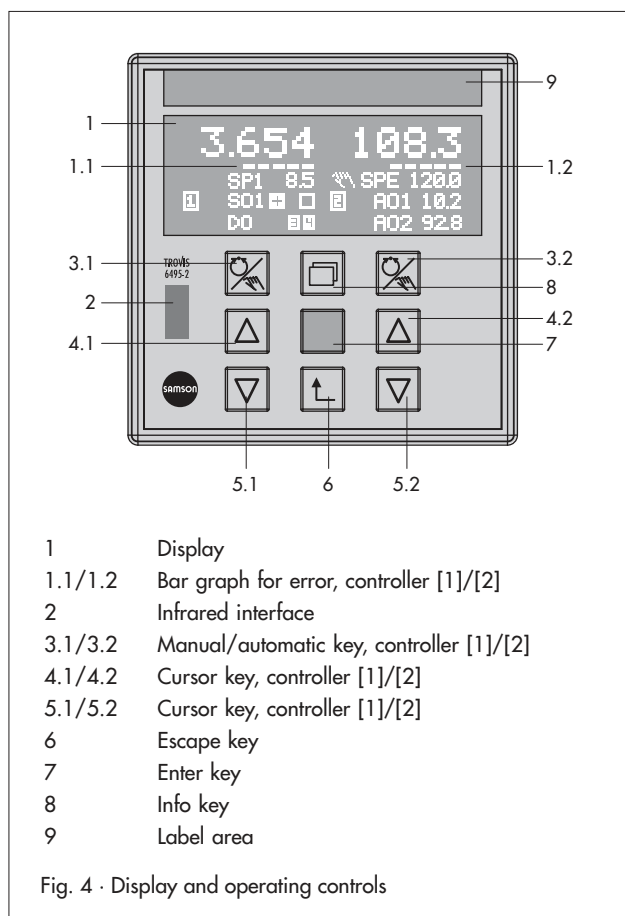 9
1
3.654 108.3
1.1 1.2
SP1 8.5 SPE 120.0
1 SO1 + 2 AO1 10.2
DO 3 4 AO2 92.8
3.1 TROVIS 3.2
6495-2
8
2
4.2
4.1 7
SAMSON
5.1 6 5.2
1 Display
1.1/1.2 Bar graph for error, controller [1]/[2]
2 Infrared interface
3.1/3.2 Manual/automatic key, controller [1]/[2]
4.1/4.2 Cursor key, controller [1]/[2]
5.1/5.2 Cursor key, controller [1]/[2]
6 Escape key
7 Enter key
8 Info key
9 Label area
Fig. 4 · Display and operating controls